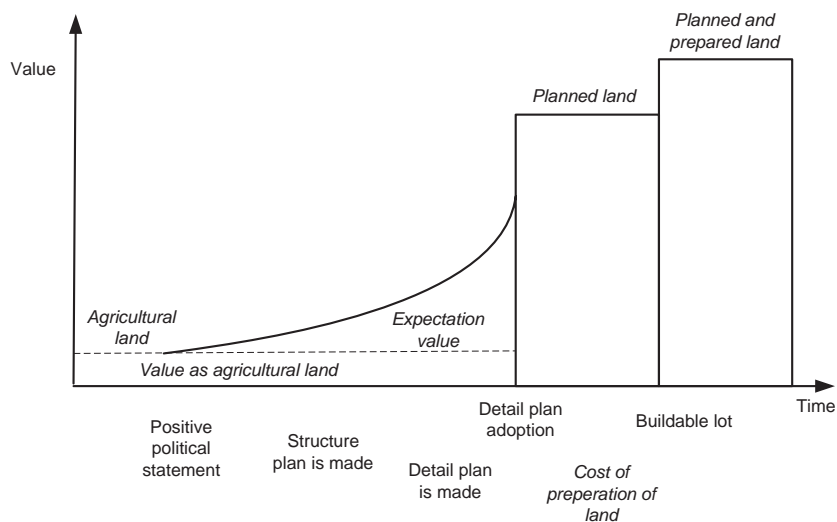 Planned and
prepared land
Value
Planned land
Agricultural
land
Expectation
value
Value as agricultural land
Time
Detail plan
adoption
Buildable lot
Positive
political
statement
Structure
plan is made
Detail plan
is made
Cost of
preperation of
land